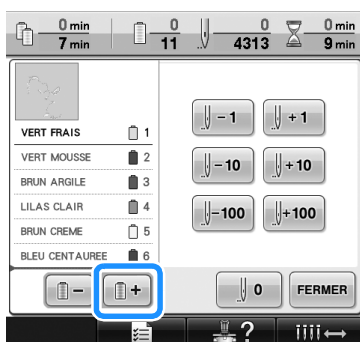 0 min 0 0 0 min
7 min 11 4313 9 min
VERT FRAIS 1
VERT MOUSSE 2
BRUN ARGILE 3
LILAS CLAIR 4
BRUN CREME 5
BLEU CENTAUREE 6
-1 +1
-10 +10
-100 +100
- + 0 FERMER
?